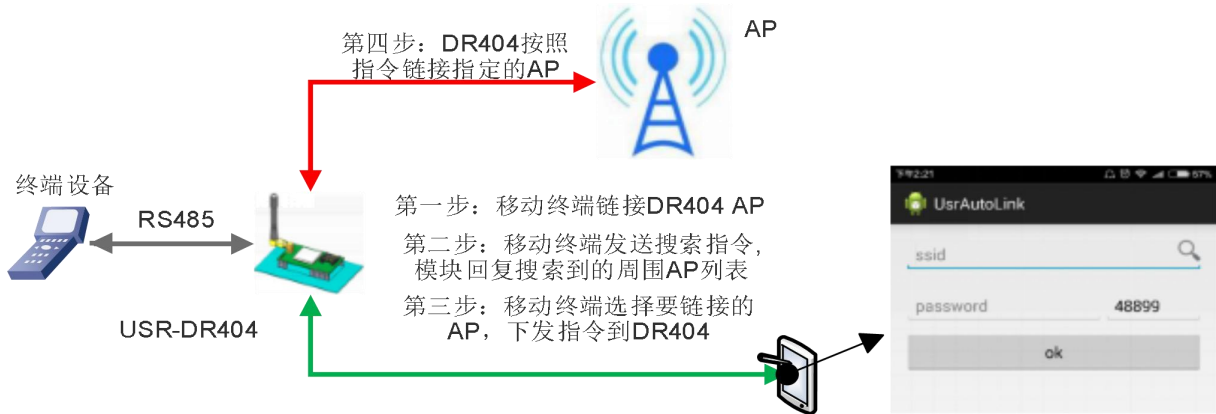 AP
第四步：DR404按照
指令链接指定的AP
终端设备
RS485
USR-DR404
第一步：移动终端链接DR404 AP
第二步：移动终端发送搜索指令,
模块回复搜索到的周围AP列表
第三步：移动终端选择要链接的
AP，下发指令到DR404
下午2:21
57%
UsrAutoLink
ssid
password
48899
ok